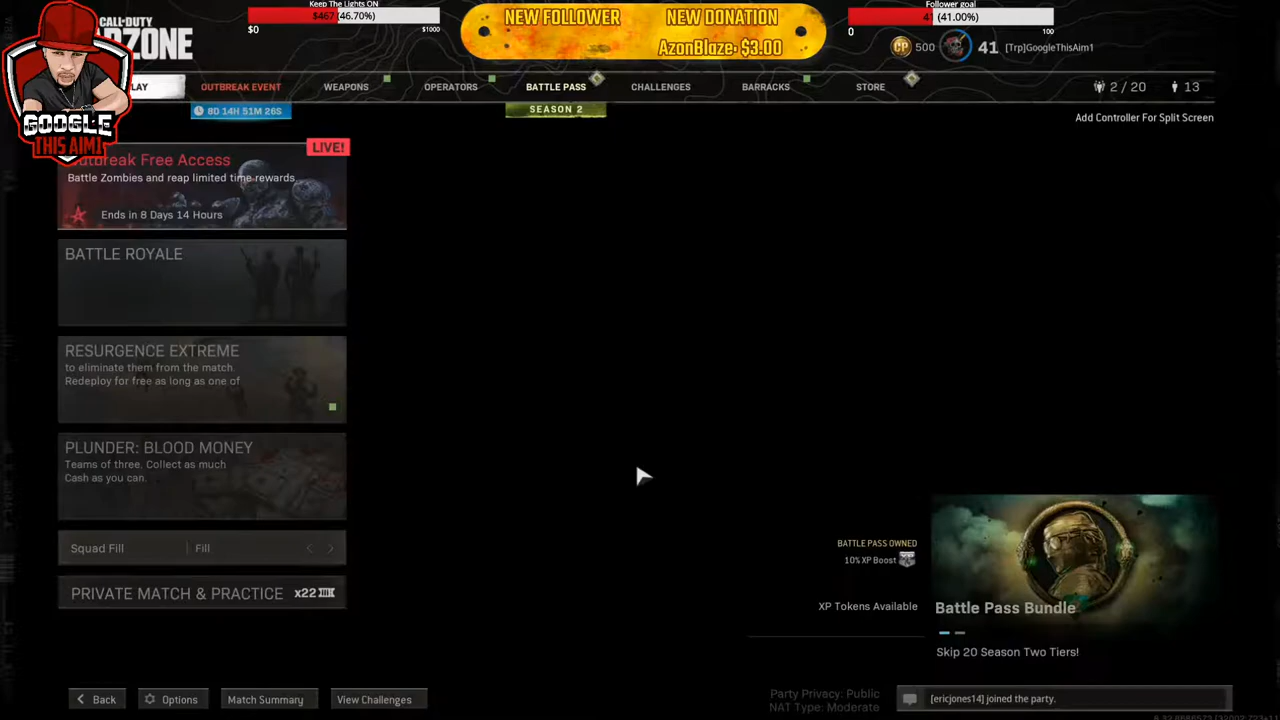 Keep The Lights ON
$467 (46.70%)
$0
$1000
NEW FOLLOWER
NEW DONATION
AzonBlaze: $3.00
Follower goal
41 (41.00%)
0
100
CALL·DUTY
GOOGLE
THIS AIM1
CP 500
41 [Trp]GoogleThisAim1
OUTBREAK EVENT
WEAPONS
OPERATORS
BATTLE PASS
CHALLENGES
BARRACKS
STORE
2 / 20
13
8D 14H 51M 26S
SEASON 2
Add Controller For Split Screen
LIVE!
Outbreak Free Access
Battle Zombies and reap limited time rewards.
Ends in 8 Days 14 Hours
BATTLE ROYALE
RESURGENCE EXTREME
to eliminate them from the match.
Redeploy for free as long as one of
PLUNDER: BLOOD MONEY
Teams of three. Collect as much
Cash as you can.
Squad Fill
Fill
PRIVATE MATCH & PRACTICE
x22
BATTLE PASS OWNED
10% XP Boost
XP Tokens Available
Battle Pass Bundle
Skip 20 Season Two Tiers!
Back
Options
Match Summary
View Challenges
Party Privacy: Public
NAT Type: Moderate
[ericjones14] joined the party.